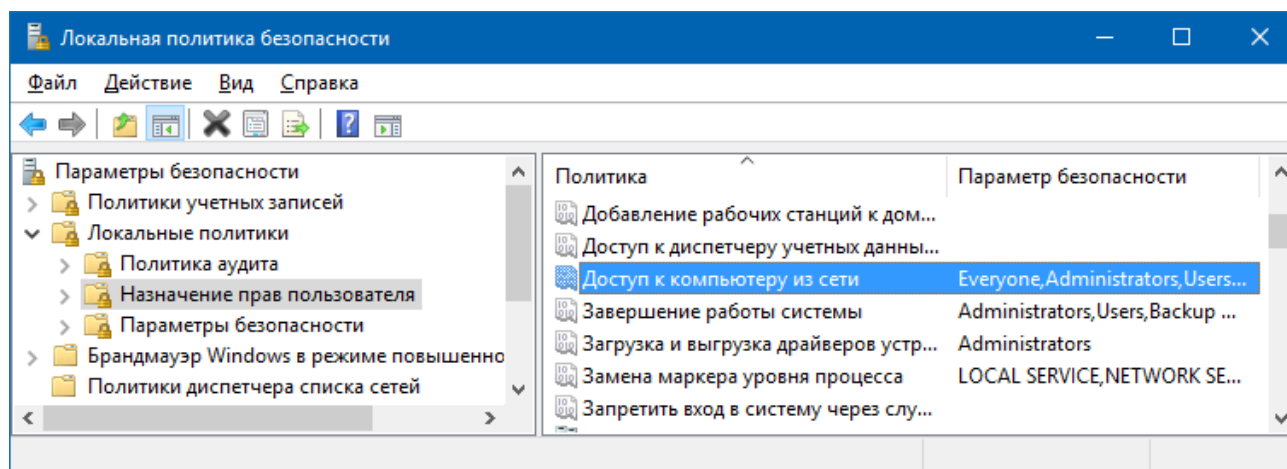 Локальная политика безопасности
Файл Действие Вид Справка
Параметры безопасности
Политики учетных записей
Локальные политики
Политика аудита
Назначение прав пользователя
Параметры безопасности
Брандмауэр Windows в режиме повышенно
Политики диспетчера списка сетей
Политика Параметр безопасности
Добавление рабочих станций к дом...
Доступ к диспетчеру учетных данны...
Доступ к компьютеру из сети Everyone,Administrators,Users...
Завершение работы системы Administrators,Users,Backup ...
Загрузка и выгрузка драйверов устр... Administrators
Замена маркера уровня процесса LOCAL SERVICE,NETWORK SE...
Запретить вход в систему через слу...